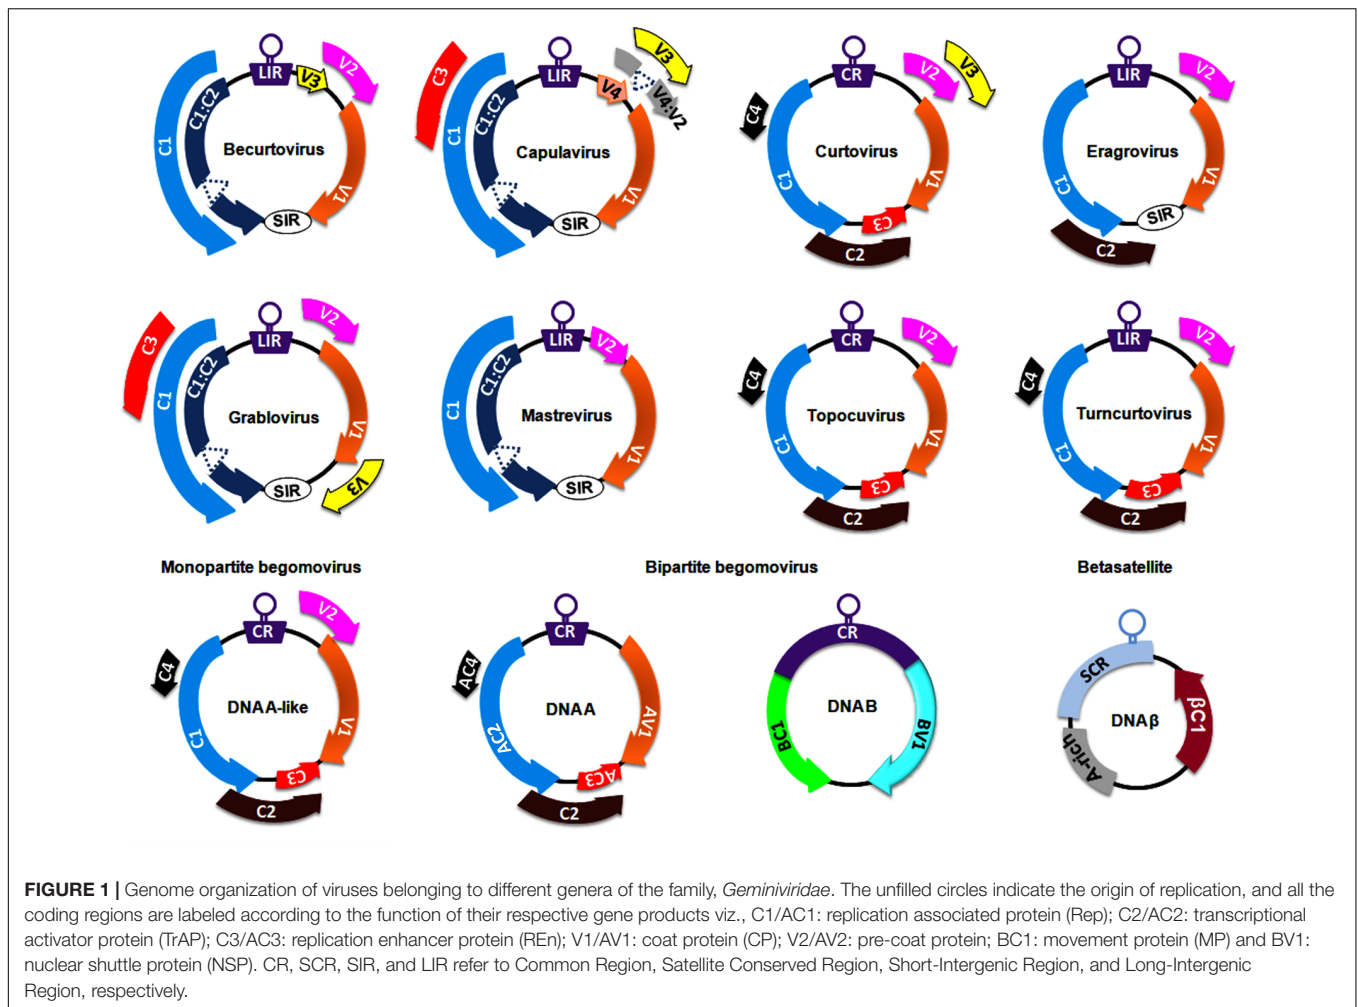 LIR
V3
V2
C1
C1:C2
Becurtovirus
V1
SIR
C3
C1
C1:C2
LIR
V4
V3
V4:V2
Capulavirus
V1
SIR
CR
V2
V3
C4
C1
Curtovirus
V1
C3
C2
LIR
V2
C1
Eragrovirus
V1
SIR
C2
C3
C1
C1:C2
LIR
V2
Grablovirus
V1
SIR
V3
C1
C1:C2
LIR
V2
Mastrevirus
V1
SIR
CR
V2
C4
C1
Topocuvirus
V1
C3
C2
LIR
V2
C4
C1
Turncurtovirus
V1
C3
C2
Monopartite begomovirus
Bipartite begomovirus
Betasatellite
CR
V2
C4
C1
DNAA-like
V1
C3
C2
CR
AC4
AC2
DNAA
AV1
AC3
C2
CR
BC1
DNAB
BV1
SCR
A-rich
DNAβ
βC1
FIGURE 1 | Genome organization of viruses belonging to different genera of the family, Geminiviridae. The unfilled circles indicate the origin of replication, and all the
coding regions are labeled according to the function of their respective gene products viz., C1/AC1: replication associated protein (Rep); C2/AC2: transcriptional
activator protein (TrAP); C3/AC3: replication enhancer protein (REn); V1/AV1: coat protein (CP); V2/AV2: pre-coat protein; BC1: movement protein (MP) and BV1:
nuclear shuttle protein (NSP). CR, SCR, SIR, and LIR refer to Common Region, Satellite Conserved Region, Short-Intergenic Region, and Long-Intergenic
Region, respectively.